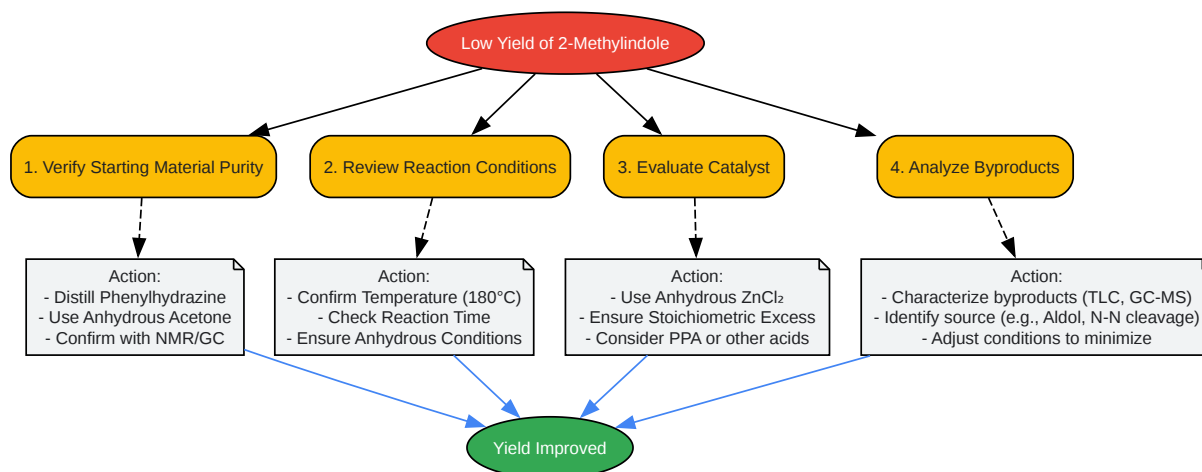 Low Yield of 2-Methylindole
1. Verify Starting Material Purity
2. Review Reaction Conditions
3. Evaluate Catalyst
4. Analyze Byproducts
Action:
- Distill Phenylhydrazine
- Use Anhydrous Acetone
- Confirm with NMR/GC
Action:
- Confirm Temperature (180°C)
- Check Reaction Time
- Ensure Anhydrous Conditions
Action:
- Use Anhydrous ZnCl₂
- Ensure Stoichiometric Excess
- Consider PPA or other acids
Action:
- Characterize byproducts (TLC, GC-MS)
- Identify source (e.g., Aldol, N-N cleavage)
- Adjust conditions to minimize
Yield Improved